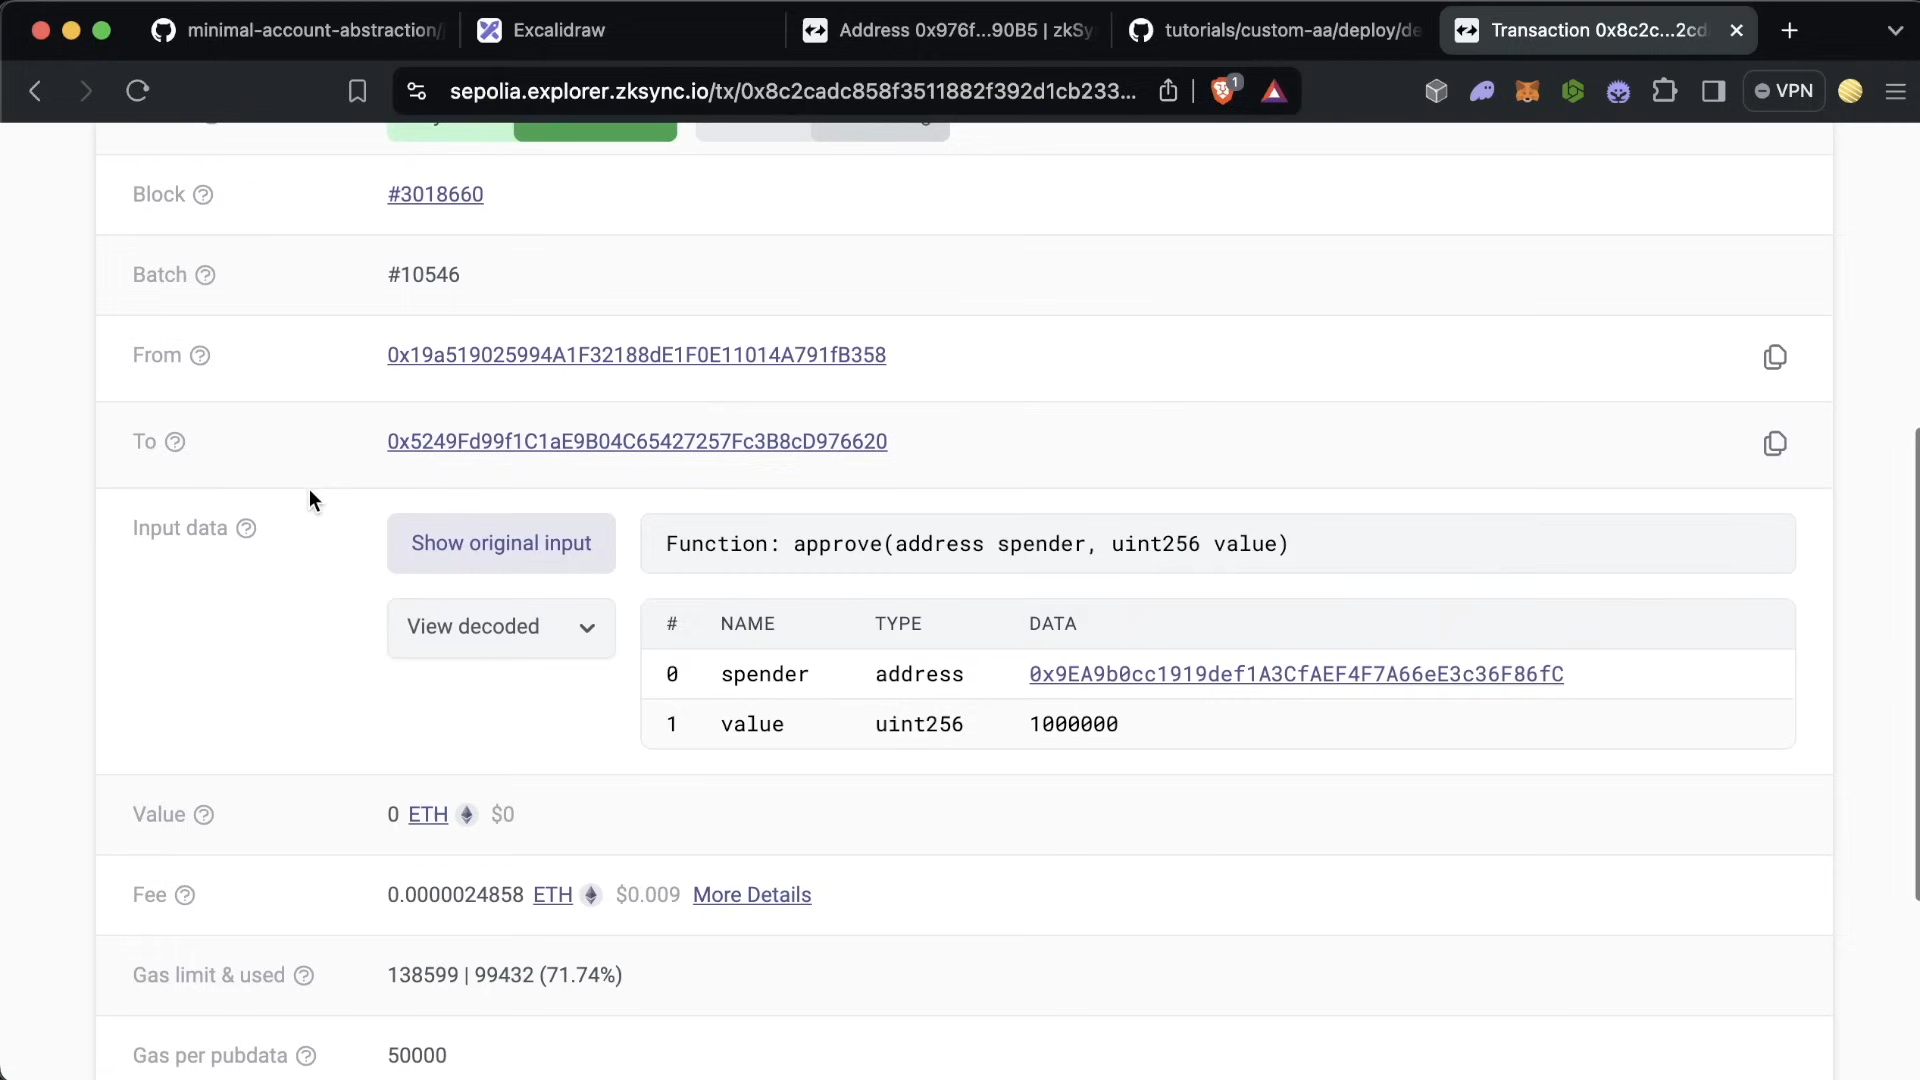 minimal-account-abstraction/
Excalidraw
Address 0x976f...90B5 | zkSy
tutorials/custom-aa/deploy/de
Transaction 0x8c2c...2cd
sepolia.explorer.zksync.io/tx/0x8c2cadc858f3511882f392d1cb233...
1
VPN
Block
#3018660
Batch
#10546
From
0x19a519025994A1F32188dE1F0E11014A791fB358
To
0x5249Fd99f1C1aE9B04C65427257Fc3B8cD976620
Input data
Show original input
Function: approve(address spender, uint256 value)
View decoded
# NAME TYPE DATA
0 spender address 0x9EA9b0cc1919def1A3CfAEF4F7A66eE3c36F86fC
1 value uint256 1000000
Value
0 ETH $0
Fee
0.0000024858 ETH $0.009 More Details
Gas limit & used
138599 | 99432 (71.74%)
Gas per pubdata
50000